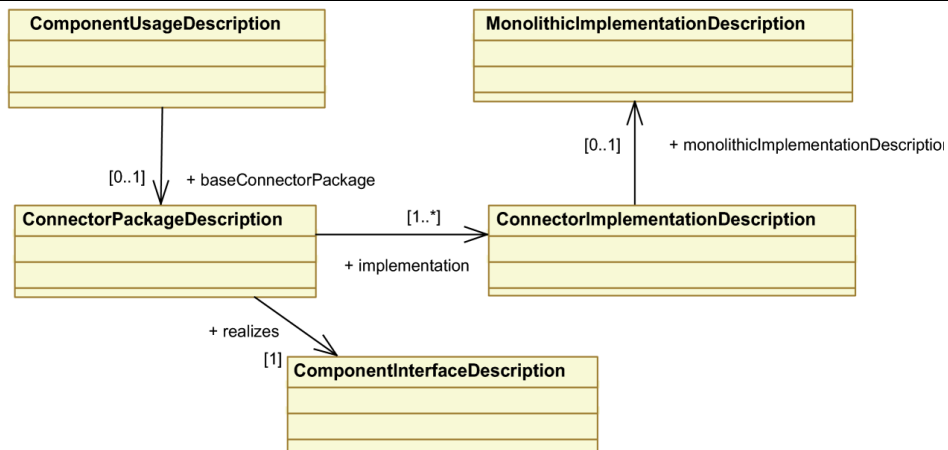 ComponentUsageDescription
MonolithicImplementationDescription
[0..1]
+ monolithicImplementationDescription
[0..1]
+ baseConnectorPackage
ConnectorPackageDescription
[1..*]
ConnectorImplementationDescription
+ implementation
+ realizes
[1]
ComponentInterfaceDescription